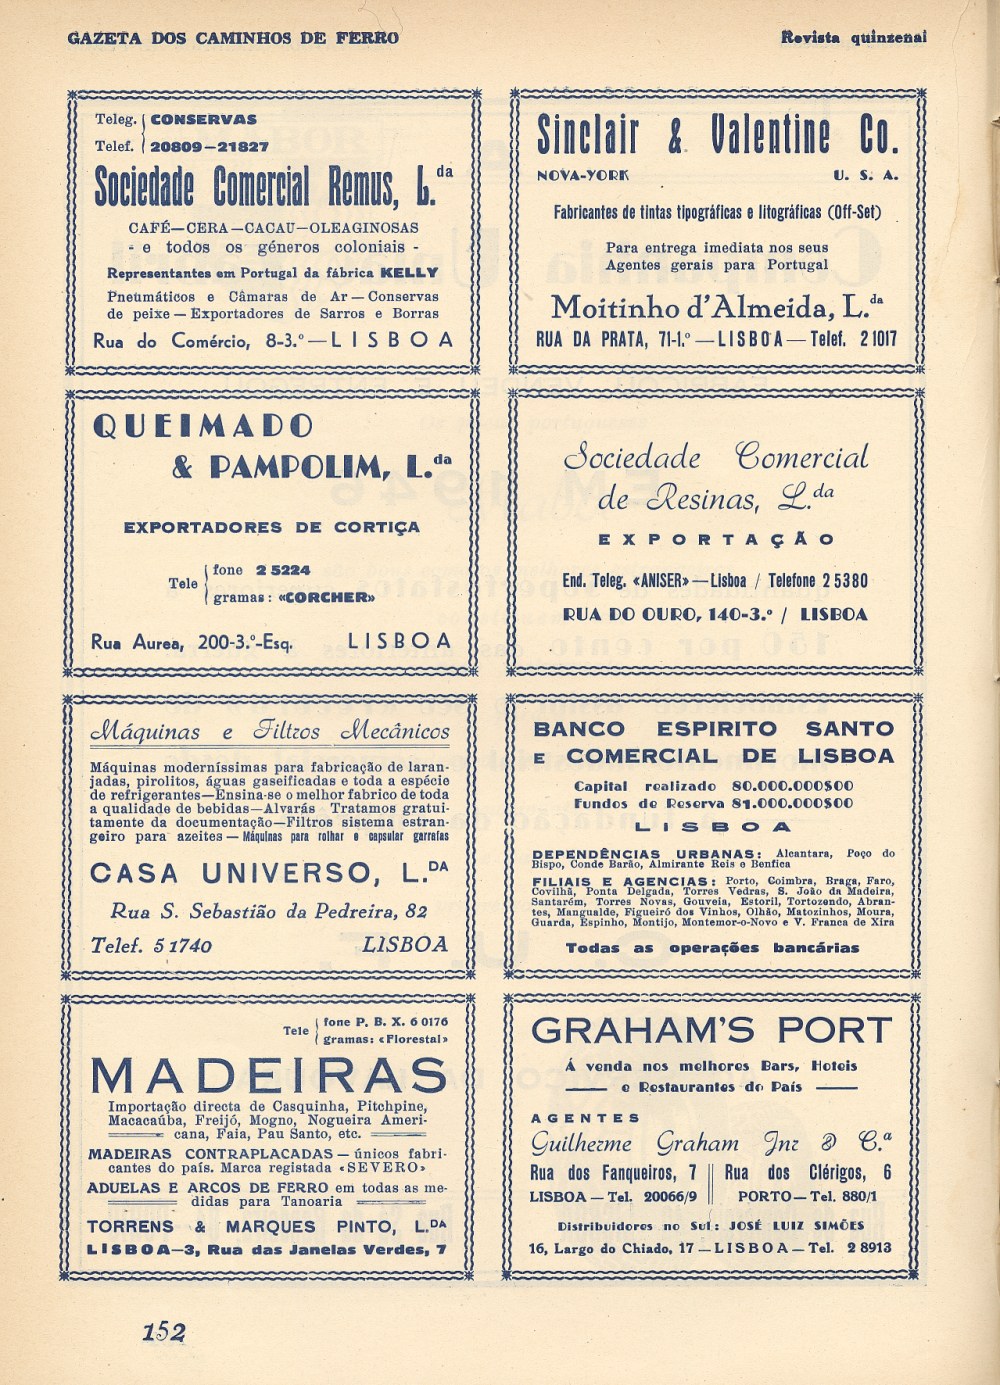 GAZETA DOS CAMINHOS DE FERRO
Revista quinzenal
Teleg. CONSERVAS
Telef. 20809—21827
Sociedade Comercial Remus, L.da
CAFÉ—CERA—CACAU—OLEAGINOSAS
- e todos os géneros coloniais -
Representantes em Portugal da fábrica KELLY
Pneumáticos e Câmaras de Ar—Conservas
de peixe—Exportadores de Sarros e Borras
Rua do Comércio, 8-3.º—LISBOA
Sinclair & Valentine Co.
NOVA-YORK U. S. A.
Fabricantes de tintas tipográficas e litográficas (Off-Set)
Para entrega imediata nos seus
Agentes gerais para Portugal
Moitinho d'Almeida, L.da
RUA DA PRATA, 71-1.º—LISBOA—Telef. 21017
QUEIMADO
& PAMPOLIM, L.da
EXPORTADORES DE CORTIÇA
Tele fone 2 5224
gramas: «CORCHER»
Rua Aurea, 200-3.º-Esq. LISBOA
Sociedade Comercial
de Resinas, L.da
EXPORTAÇÃO
End. Teleg. «ANISER»—Lisboa / Telefone 2 5380
RUA DO OURO, 140-3.º / LISBOA
Máquinas e Filtros Mecânicos
Máquinas moderníssimas para fabricação de laran-
jadas, pirolitos, águas gaseificadas e toda a espécie
de refrigerantes—Ensina-se o melhor fabrico de toda
a qualidade de bebidas—Alvarás Tratamos gratui-
tamente da documentação—Filtros sistema estran-
geiro para azeites—Máquinas para rolhar e capsular garrafas
CASA UNIVERSO, L.DA
Rua S. Sebastião da Pedreira, 82
Telef. 5 1740 LISBOA
BANCO ESPIRITO SANTO
E COMERCIAL DE LISBOA
Capital realizado 80.000.000$00
Fundos de Reserva 81.000.000$00
LISBOA
DEPENDÊNCIAS URBANAS: Alcantara, Poço do
Bispo, Conde Barão, Almirante Reis e Benfica
FILIAIS E AGENCIAS: Porto, Coimbra, Braga, Faro,
Covilhã, Ponta Delgada, Torres Vedras, S. João da Madeira,
Santarém, Torres Novas, Gouveia, Estoril, Tortozendo, Abran-
tes, Mangualde, Figueiró dos Vinhos, Olhão, Matozinhos, Moura,
Guarda, Espinho, Montijo, Montemor-o-Novo e V. Franca de Xira
Todas as operações bancárias
Tele fone P. B. X. 6 0176
gramas: «Florestal»
MADEIRAS
Importação directa de Casquinha, Pitchpine,
Macacaúba, Freijó, Mogno, Nogueira Ameri-
cana, Faia, Pau Santo, etc.
MADEIRAS CONTRAPLACADAS—únicos fabri-
cantes do país. Marca registada «SEVERO»
ADUELAS E ARCOS DE FERRO em todas as me-
didas para Tanoaria
TORRENS & MARQUES PINTO, L.DA
LISBOA—3, Rua das Janelas Verdes, 7
GRAHAM'S PORT
Á venda nos melhores Bars, Hoteis
e Restaurantes do País
AGENTES
Guilherme Graham Jnr & C.ª
Rua dos Fanqueiros, 7 Rua dos Clérigos, 6
LISBOA—Tel. 20066/9 PORTO—Tel. 880/1
Distribuidores no Sul: JOSÉ LUIZ SIMÕES
16, Largo do Chiado, 17—LISBOA—Tel. 2 8913
152